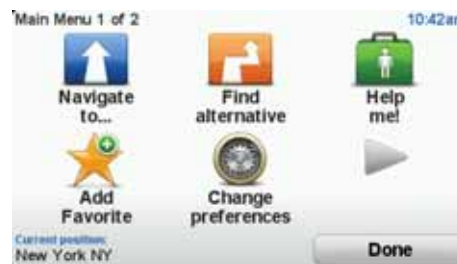 Main Menu 1 of 2
10:42am
Navigate
to...
Find
alternative
Help
me!
Add
Favorite
Change
preferences
Current position:
New York NY
Done